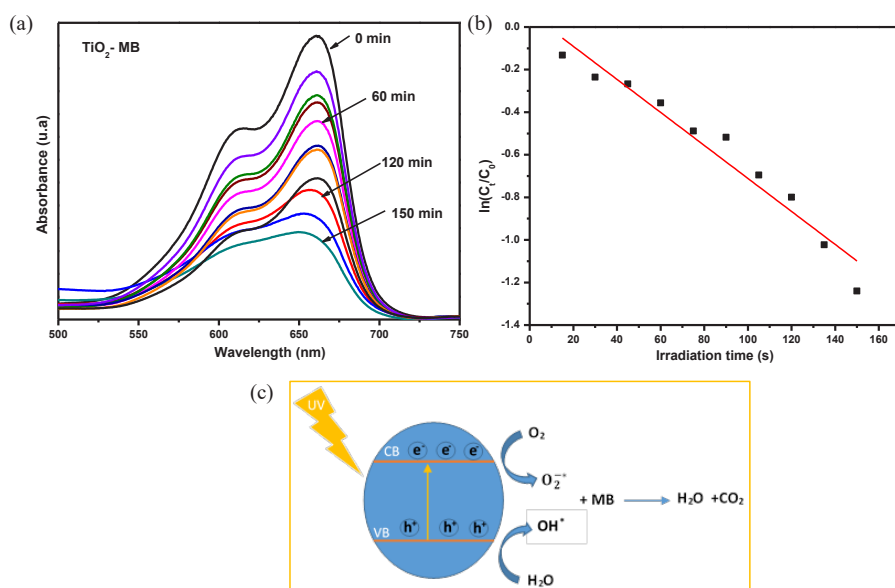 (a)
TiO₂- MB
0 min
60 min
120 min
150 min
Absorbance (u.a)
500 550 600 650 700 750
Wavelength (nm)
(b)
0.0
-0.2
-0.4
-0.6
-0.8
-1.0
-1.2
-1.4
ln(Cₜ/C₀)
0 20 40 60 80 100 120 140 160
Irradiation time (s)
(c)
UV
CB e⁻ e⁻ e⁻
O₂
O₂⁻*
+ MB H₂O +CO₂
VB h⁺ h⁺ h⁺
OH*
H₂O